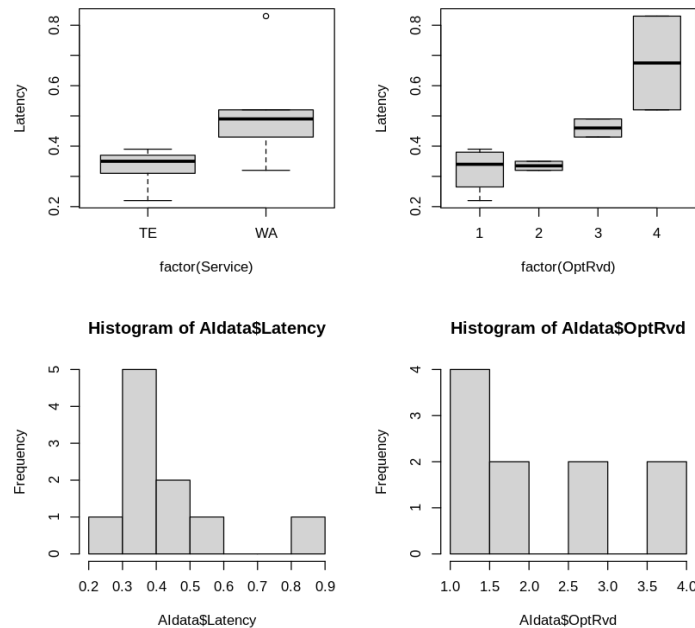 Latency
0.2 0.4 0.6 0.8
TE WA
factor(Service)
Latency
0.2 0.4 0.6 0.8
1 2 3 4
factor(OptRvd)
Histogram of AIdata$Latency
Frequency
0 1 2 3 4 5
0.2 0.3 0.4 0.5 0.6 0.7 0.8 0.9
AIdata$Latency
Histogram of AIdata$OptRvd
Frequency
0 1 2 3 4
1.0 1.5 2.0 2.5 3.0 3.5 4.0
AIdata$OptRvd